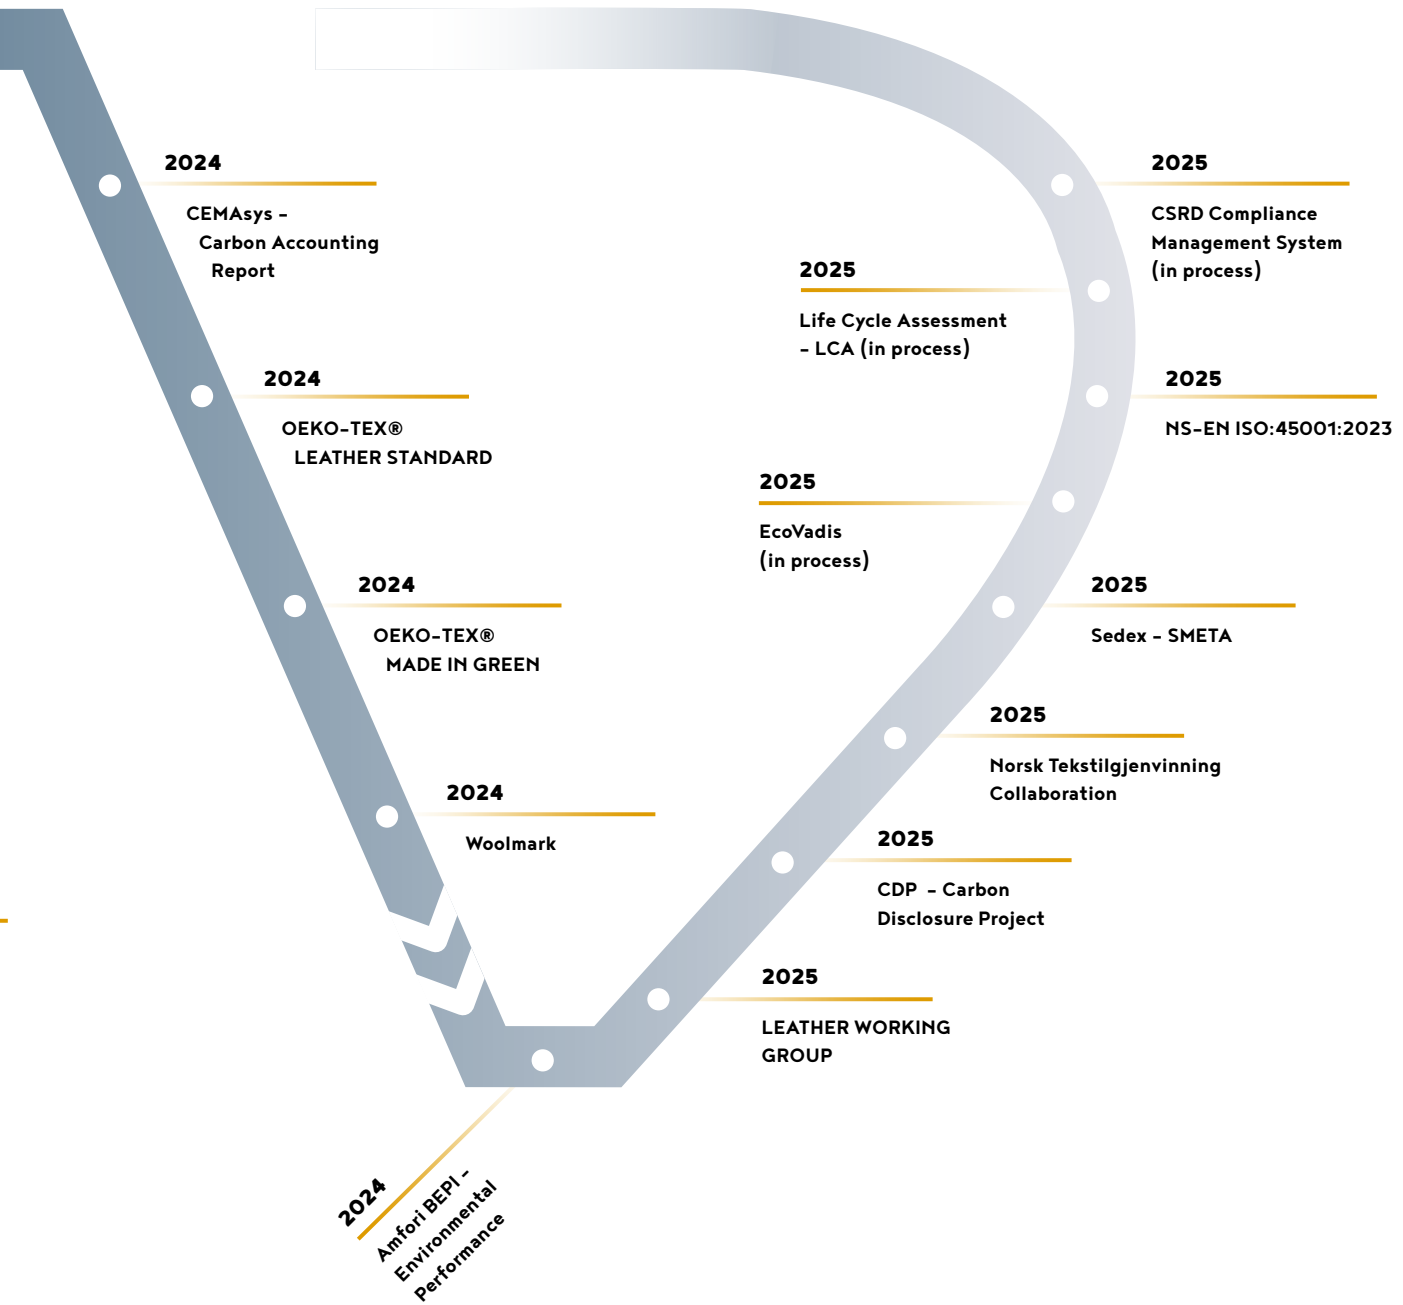 2024
CEMAsys –
Carbon Accounting
Report
2024
OEKO-TEX®
LEATHER STANDARD
2024
OEKO-TEX®
MADE IN GREEN
2024
Woolmark
2024
Amfori BEPI –
Environmental
Performance
2025
LEATHER WORKING
GROUP
2025
CDP – Carbon
Disclosure Project
2025
Norsk Tekstilgjenvinning
Collaboration
2025
Sedex – SMETA
2025
EcoVadis
(in process)
2025
NS-EN ISO:45001:2023
2025
Life Cycle Assessment
– LCA (in process)
2025
CSRD Compliance
Management System
(in process)